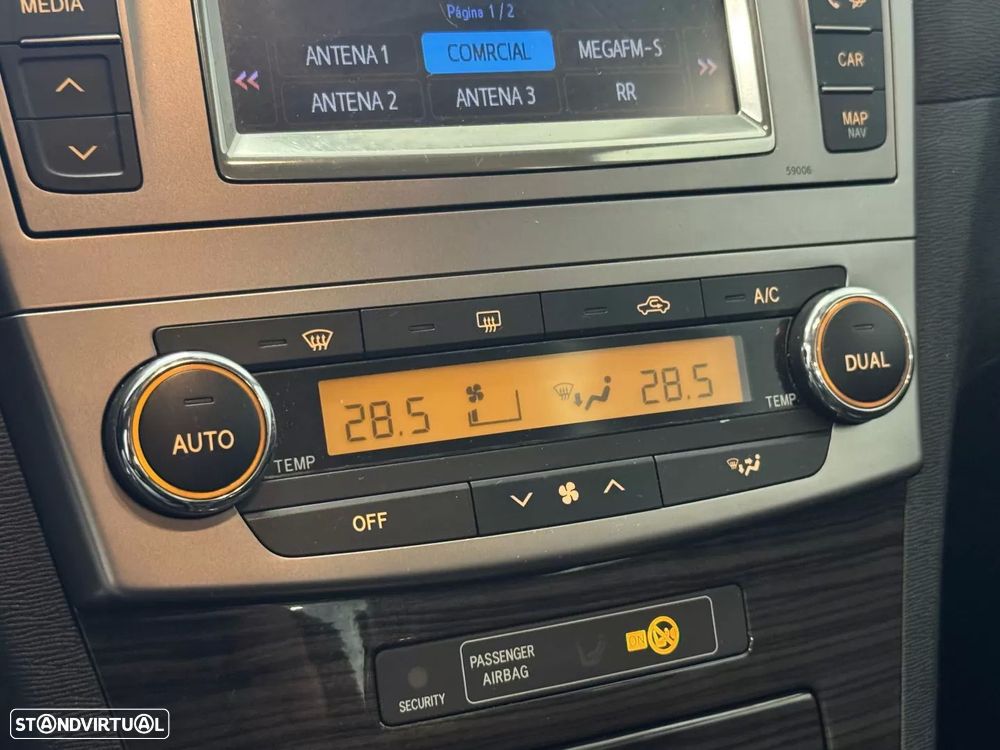 MEDIA
Página 1/2
ANTENA 1
COMRCIAL
MEGAFM-S
ANTENA 2
ANTENA 3
RR
CAR
MAP
NAV
59006
A/C
AUTO
TEMP
28.5
28.5
TEMP
DUAL
OFF
PASSENGER
AIRBAG
ON
SECURITY
STANDVIRTUAL